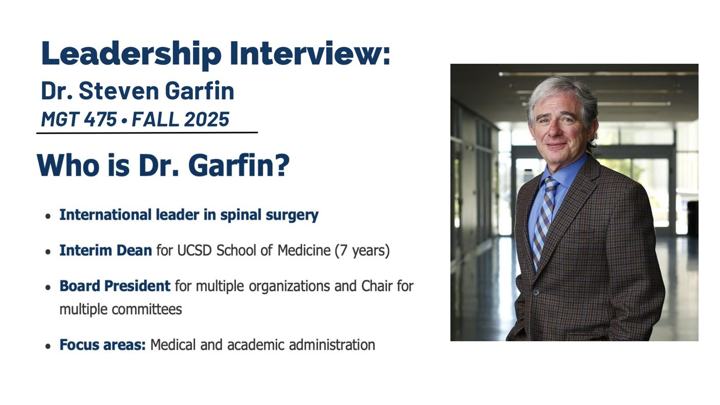 Leadership Interview:
Dr. Steven Garfin
MGT 475 • FALL 2025
Who is Dr. Garfin?
• International leader in spinal surgery
• Interim Dean for UCSD School of Medicine (7 years)
• Board President for multiple organizations and Chair for
multiple committees
• Focus areas: Medical and academic administration